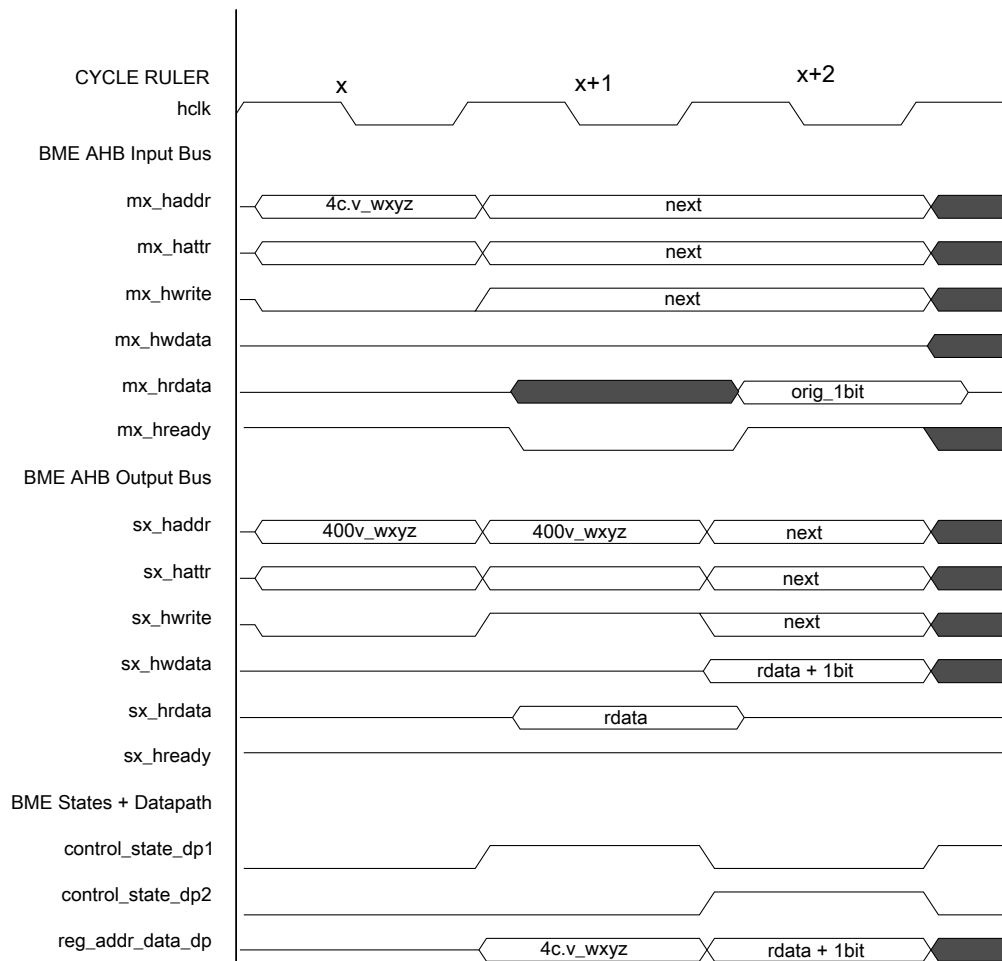 CYCLE RULER x x+1 x+2
hclk
BME AHB Input Bus
mx_haddr 4c.v_wxyz next
mx_hattr next
mx_hwrite next
mx_hwdata
mx_hrdata orig_1bit
mx_hready
BME AHB Output Bus
sx_haddr 400v_wxyz 400v_wxyz next
sx_hattr next
sx_hwrite next
sx_hwdata rdata + 1bit
sx_hrdata rdata
sx_hready
BME States + Datapath
control_state_dp1
control_state_dp2
reg_addr_data_dp 4c.v_wxyz rdata + 1bit